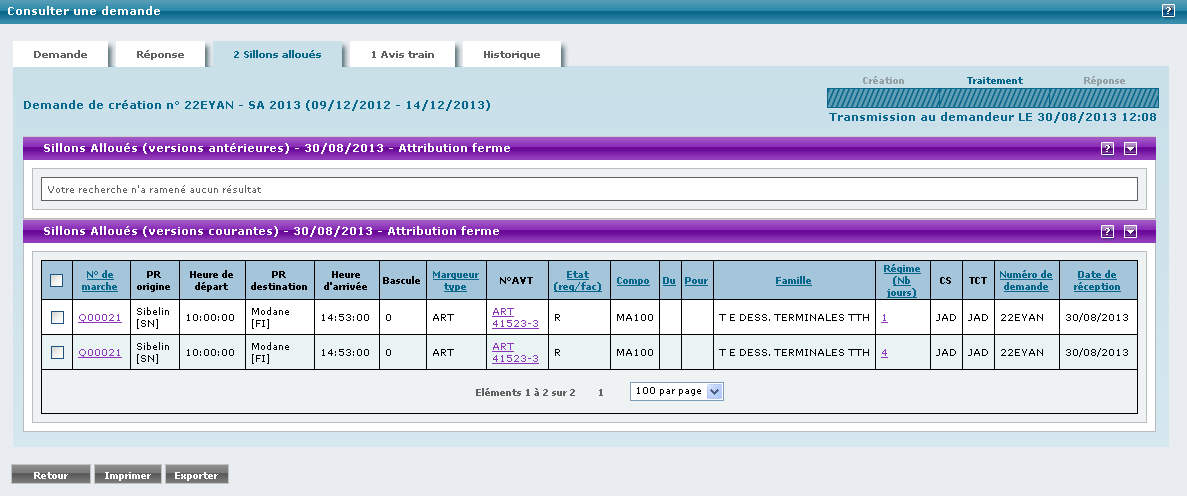 Consulter une demande ?
Demande Réponse 2 Sillons alloués 1 Avis train Historique
Création Traitement Réponse
Demande de création n° 22EYAN - SA 2013 (09/12/2012 - 14/12/2013)
Transmission au demandeur LE 30/08/2013 12:08
Sillons Alloués (versions antérieures) - 30/08/2013 - Attribution ferme ?
Votre recherche n'a ramené aucun résultat
Sillons Alloués (versions courantes) - 30/08/2013 - Attribution ferme ?
N° de marche PR origine Heure de départ PR destination Heure d'arrivée Bascule Marqueur type N°AVT Etat (reg/fac) Compo Du Pour Famille Régime (Nb jours) CS TCT Numéro de demande Date de réception
Q00021 Sibelin [SN] 10:00:00 Modane [FI] 14:53:00 0 ART ART 41523-3 R MA100 T E DESS. TERMINALES TTH 1 JAD JAD 22EYAN 30/08/2013
Q00021 Sibelin [SN] 10:00:00 Modane [FI] 14:53:00 0 ART ART 41523-3 R MA100 T E DESS. TERMINALES TTH 4 JAD JAD 22EYAN 30/08/2013
Eléments 1 à 2 sur 2 1 100 par page
Retour Imprimer Exporter